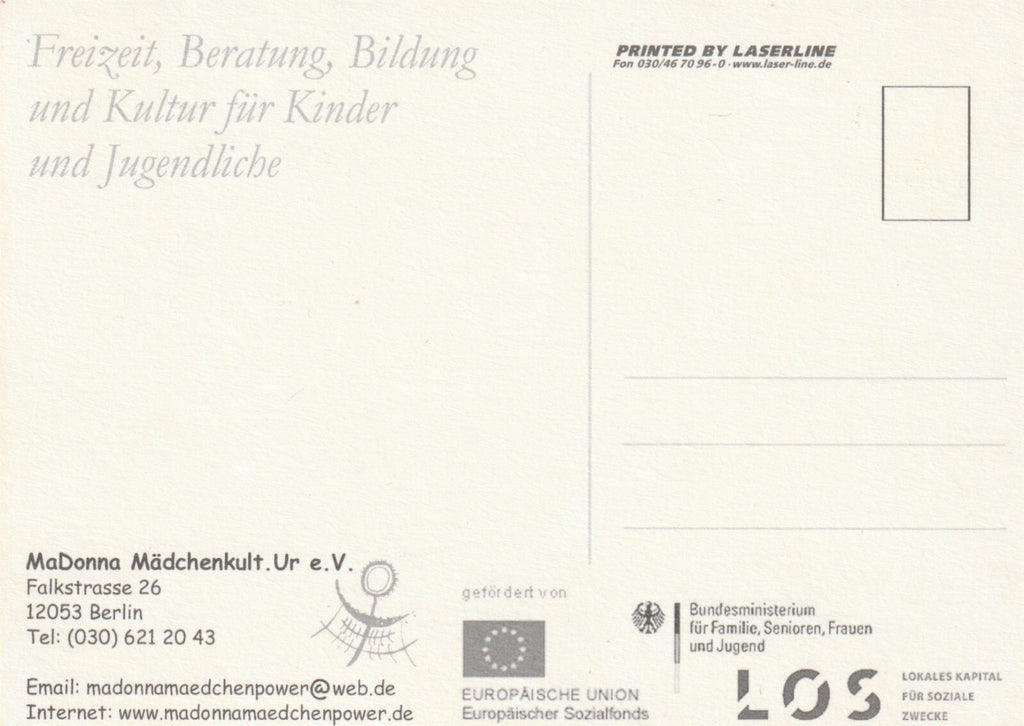 Freizeit, Beratung, Bildung
und Kultur für Kinder
und Jugendliche
PRINTED BY LASERLINE
Fon 030/46 70 96-0 · www.laser-line.de
MaDonna Mädchenkult.Ur e.V.
Falkstrasse 26
12053 Berlin
Tel: (030) 621 20 43
Email: madonnamaedchenpower@web.de
Internet: www.madonnamaedchenpower.de
gefördert von
EUROPÄISCHE UNION
Europäischer Sozialfonds
Bundesministerium
für Familie, Senioren, Frauen
und Jugend
LOS
LOKALES KAPITAL
FÜR SOZIALE
ZWECKE